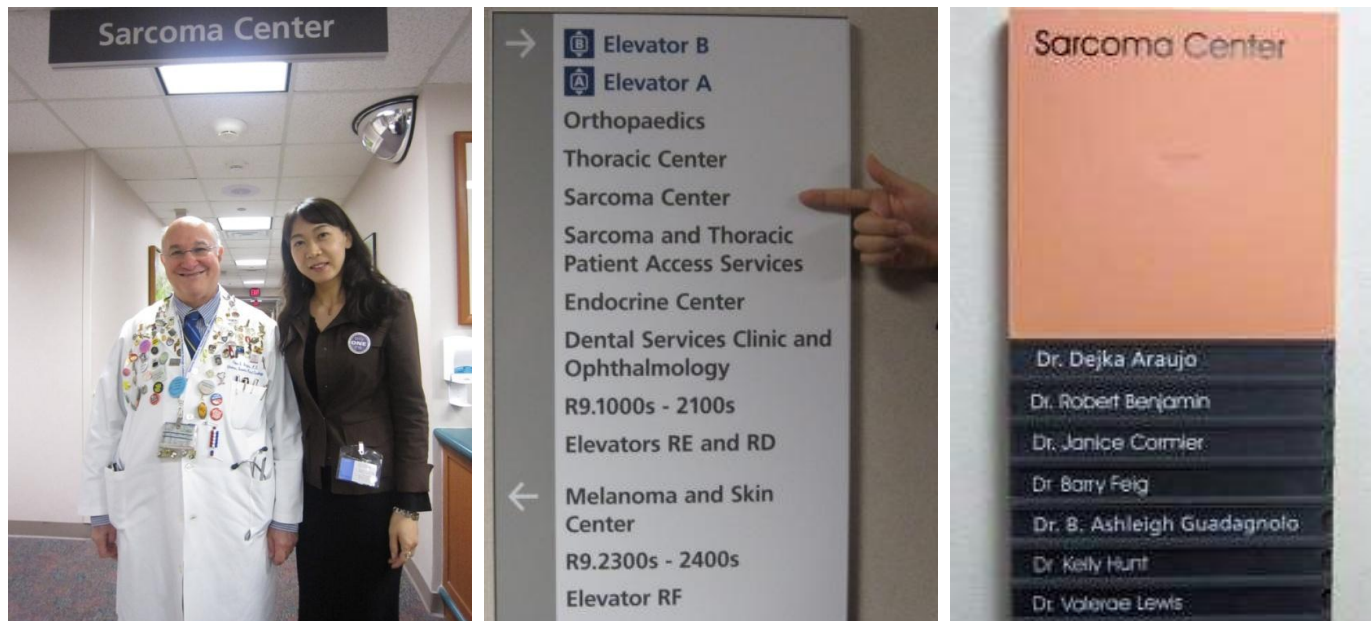 Sarcoma Center
B Elevator B
A Elevator A
Orthopaedics
Thoracic Center
Sarcoma Center
Sarcoma and Thoracic
Patient Access Services
Endocrine Center
Dental Services Clinic and
Ophthalmology
R9.1000s - 2100s
Elevators RE and RD
Melanoma and Skin
Center
R9.2300s - 2400s
Elevator RF
Sarcoma Center
Dr. Dejka Araujo
Dr. Robert Benjamin
Dr. Janice Cormier
Dr Barry Feig
Dr. B. Ashleigh Guadagnolo
Dr Kelly Hunt
Dr. Valerae Lewis